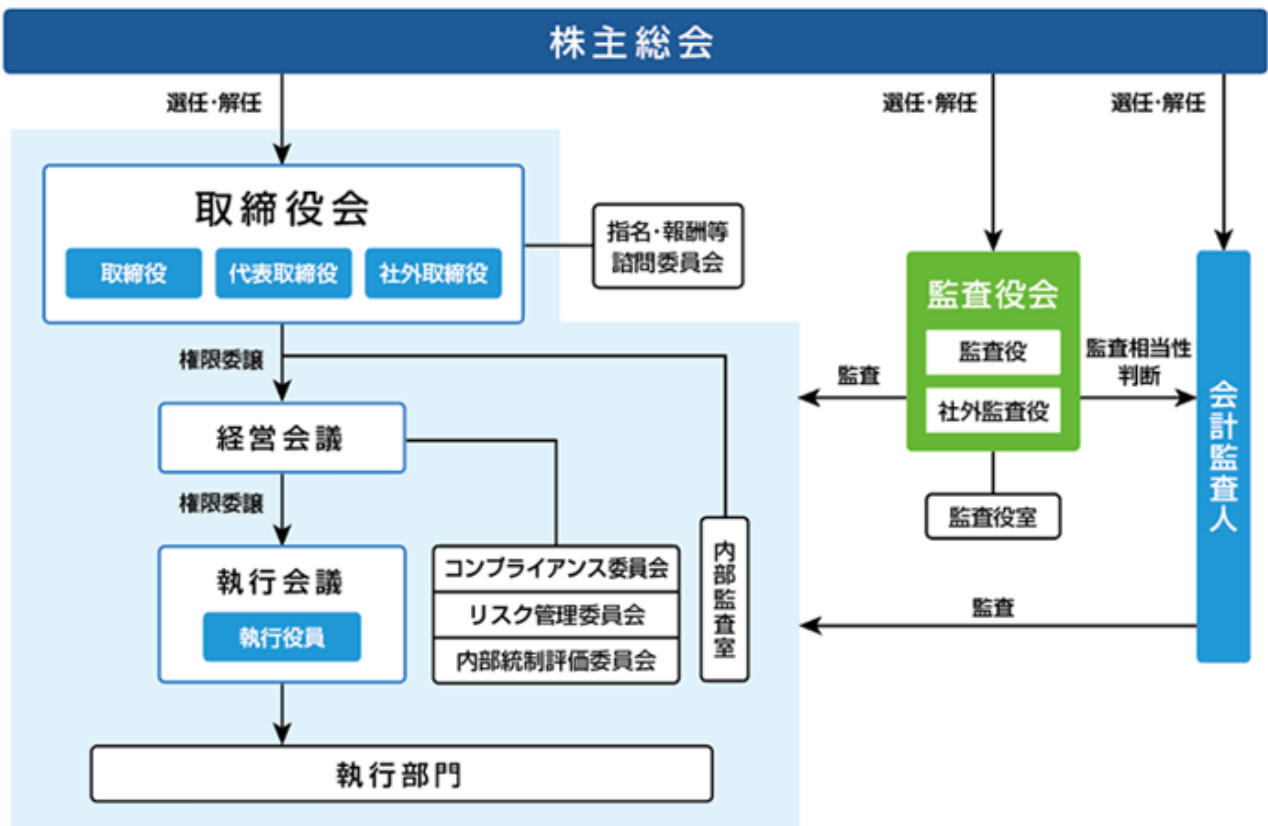 株主総会
選任・解任
選任・解任
選任・解任
取締役会
取締役
代表取締役
社外取締役
指名・報酬等
諮問委員会
監査役会
監査役
社外監査役
監査
監査相当性
判断
会計監査人
権限委譲
経営会議
監査役室
権限委譲
執行会議
執行役員
コンプライアンス委員会
リスク管理委員会
内部統制評価委員会
内部監査室
監査
執行部門